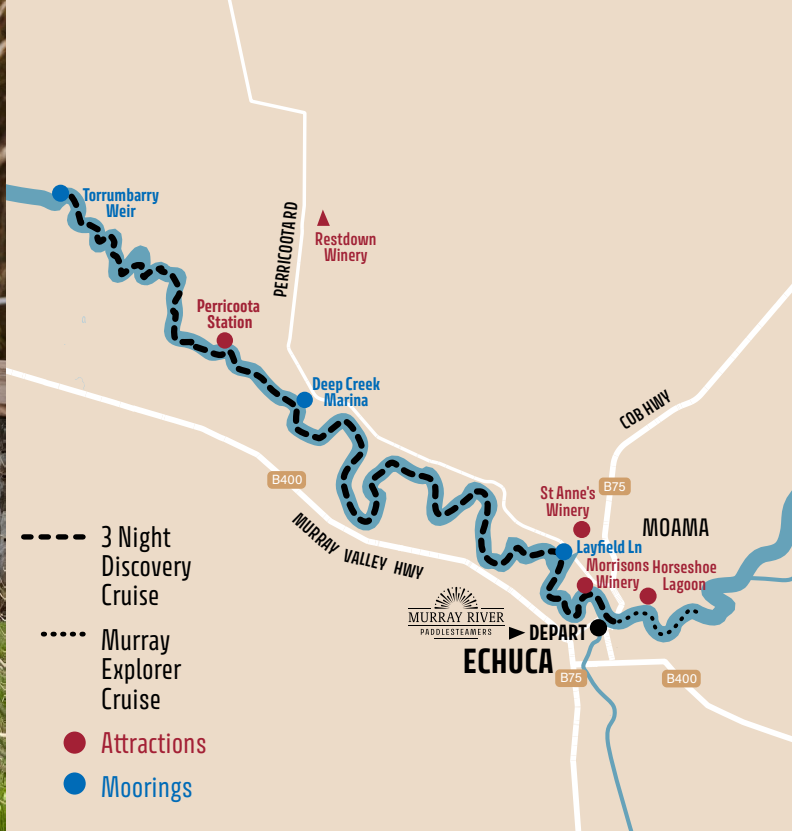 Torrumbarry
Weir
PERRICOOTA RD
Restdown
Winery
Perricoota
Station
Deep Creek
Marina
COB HWY
B400
B75
St Anne's
Winery
MOAMA
MURRAY VALLEY HWY
Layfield Ln
Morrisons
Winery
Horseshoe
Lagoon
MURRAY RIVER
PADDLESTEAMERS
DEPART
ECHUCA
B75
B400
3 Night
Discovery
Cruise
Murray
Explorer
Cruise
Attractions
Moorings